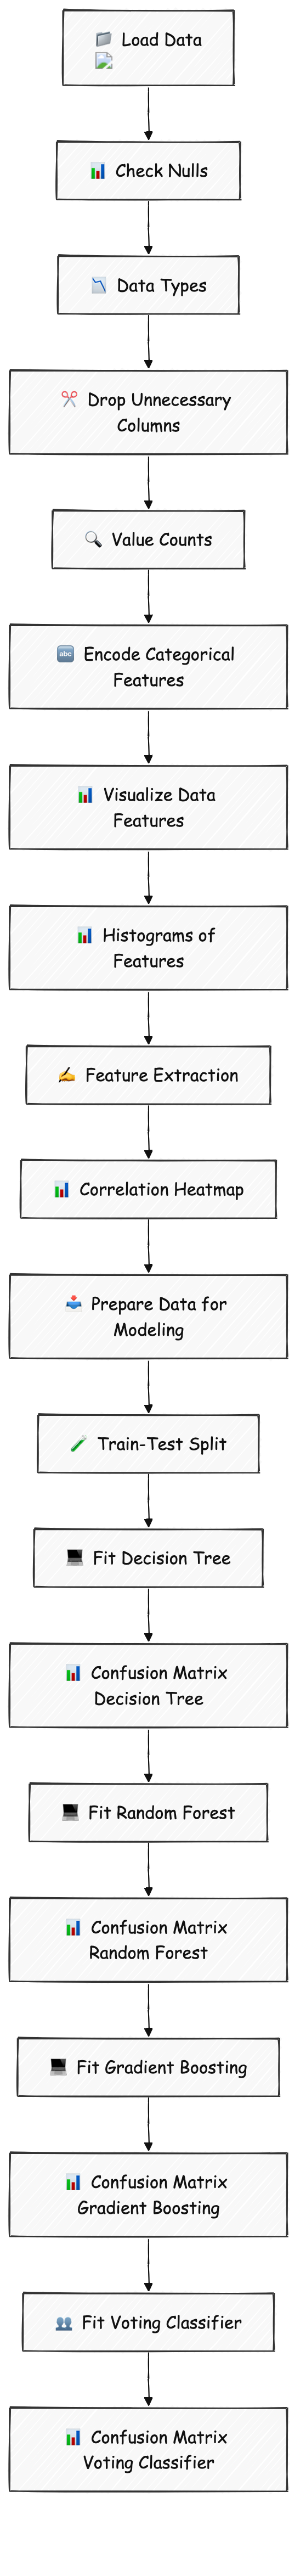 Load Data
Check Nulls
Data Types
Drop Unnecessary
Columns
Value Counts
abc
Encode Categorical
Features
Visualize Data
Features
Histograms of
Features
Feature Extraction
Correlation Heatmap
Prepare Data for
Modeling
Train-Test Split
Fit Decision Tree
Confusion Matrix
Decision Tree
Fit Random Forest
Confusion Matrix
Random Forest
Fit Gradient Boosting
Confusion Matrix
Gradient Boosting
Fit Voting Classifier
Confusion Matrix
Voting Classifier